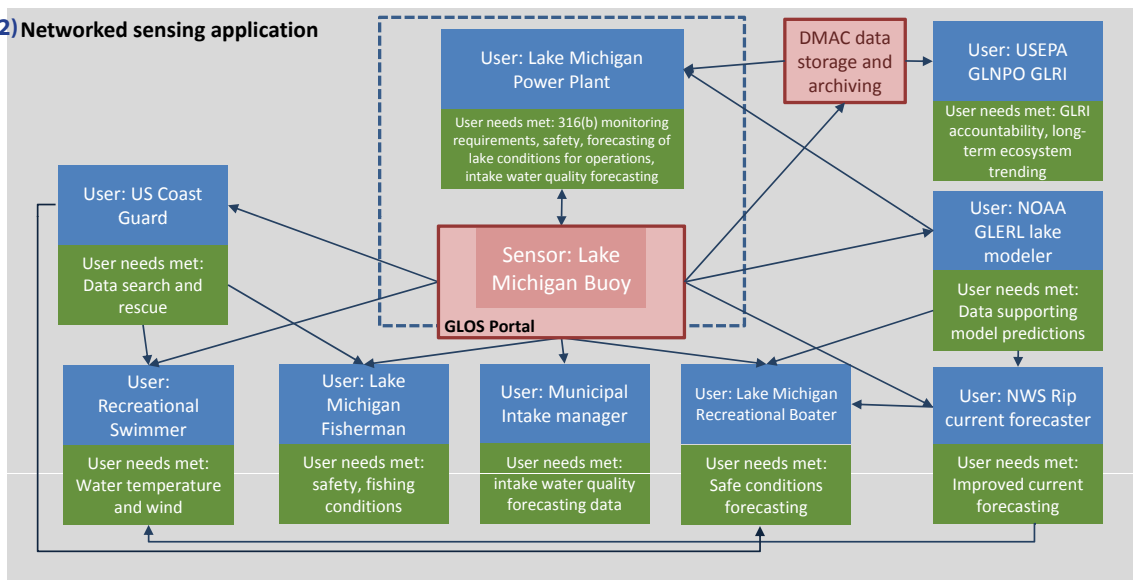 2) Networked sensing application
User: Lake Michigan
Power Plant
User needs met: 316(b) monitoring
requirements, safety, forecasting of
lake conditions for operations,
intake water quality forecasting
DMAC data
storage and
archiving
User: USEPA
GLNPO GLRI
User needs met: GLRI
accountability, long-
term ecosystem
trending
User: US Coast
Guard
User needs met:
Data search and
rescue
Sensor: Lake
Michigan Buoy
GLOS Portal
User: NOAA
GLERL lake
modeler
User needs met:
Data supporting
model predictions
User:
Recreational
Swimmer
User needs met:
Water temperature
and wind
User: Lake
Michigan
Fisherman
User needs met:
safety, fishing
conditions
User: Municipal
Intake manager
User needs met:
intake water quality
forecasting data
User: Lake Michigan
Recreational Boater
User needs met:
Safe conditions
forecasting
User: NWS Rip
current forecaster
User needs met:
Improved current
forecasting